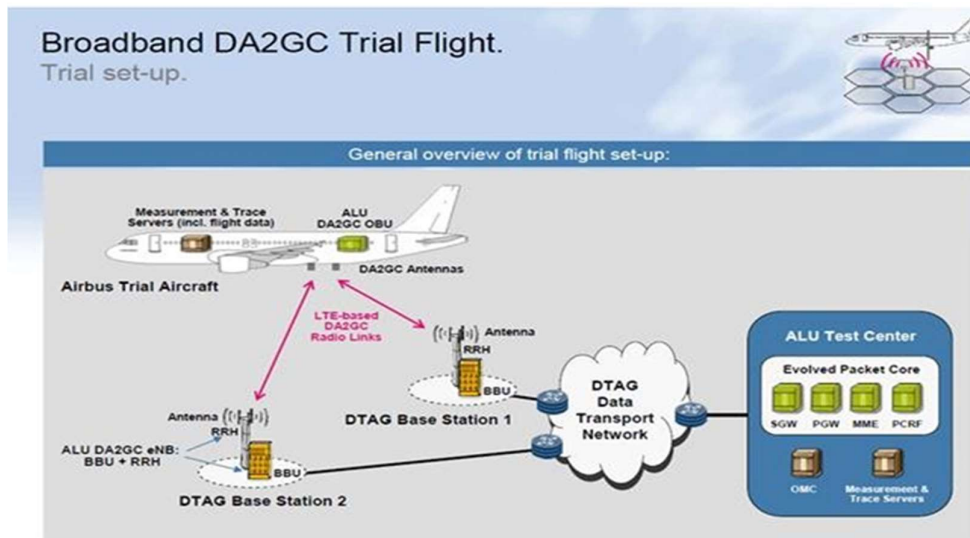 Broadband DA2GC Trial Flight.
Trial set-up.
General overview of trial flight set-up:
Measurement & Trace
Servers (incl. flight data)
ALU
DA2GC OBU
DA2GC Antennas
Airbus Trial Aircraft
LTE-based
DA2GC
Radio Links
Antenna
RRH
BBU
DTAG Base Station 1
Antenna
RRH
ALU DA2GC eNB:
BBU + RRH
BBU
DTAG Base Station 2
DTAG
Data
Transport
Network
ALU Test Center
Evolved Packet Core
SGW
PGW
MME
PCRF
OMC
Measurement &
Trace Servers